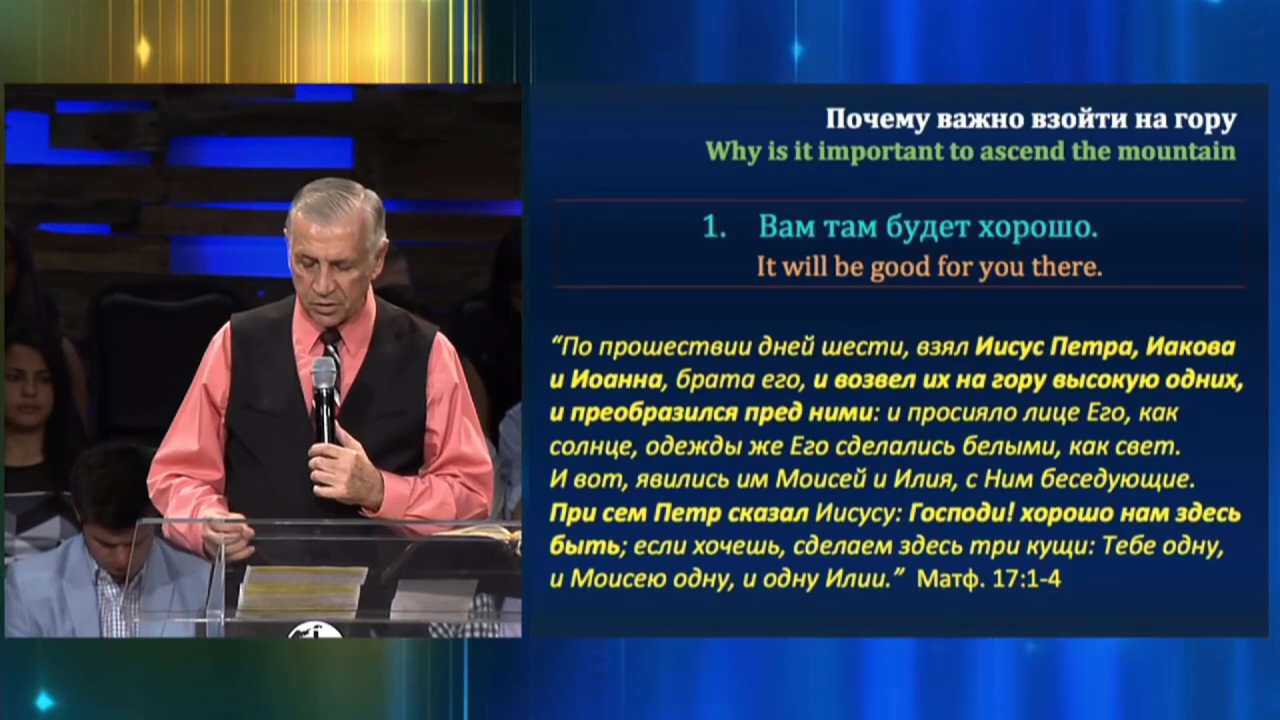 Почему важно взойти на гору
Why is it important to ascend the mountain
1. Вам там будет хорошо.
It will be good for you there.
“По прошествии дней шести, взял Иисус Петра, Иакова
и Иоанна, брата его, и возвел их на гору высокую одних,
и преобразился пред ними: и просияло лице Его, как
солнце, одежды же Его сделались белыми, как свет.
И вот, явились им Моисей и Илия, с Ним беседующие.
При сем Петр сказал Иисусу: Господи! хорошо нам здесь
быть; если хочешь, сделаем здесь три кущи: Тебе одну,
и Моисею одну, и одну Илии.” Матф. 17:1-4